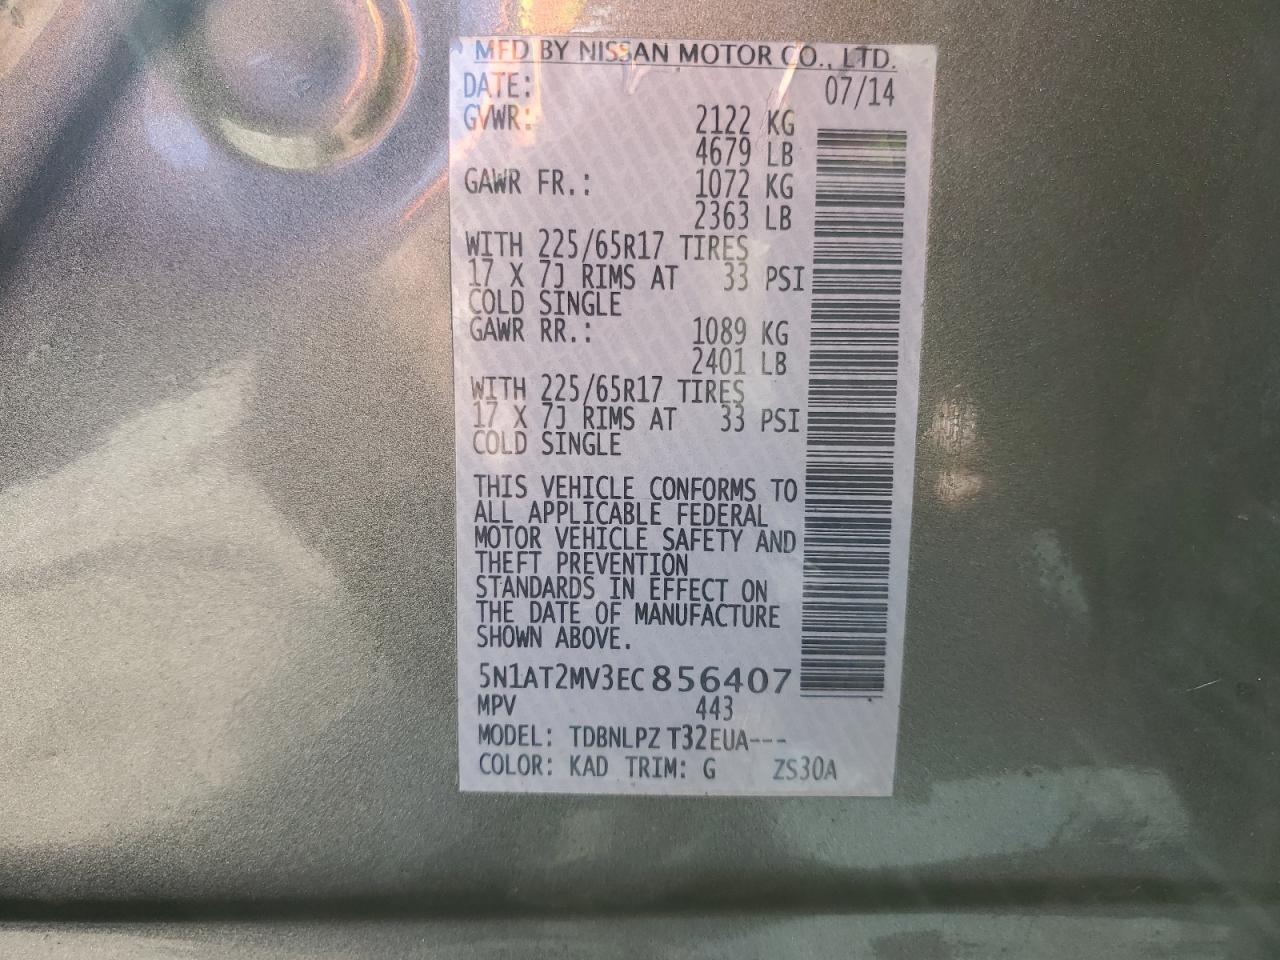 MFD BY NISSAN MOTOR CO., LTD.
DATE: 07/14
GVWR: 2122 KG
4679 LB
GAWR FR.: 1072 KG
2363 LB
WITH 225/65R17 TIRES
17 X 7J RIMS AT 33 PSI
COLD SINGLE
GAWR RR.: 1089 KG
2401 LB
WITH 225/65R17 TIRES
17 X 7J RIMS AT 33 PSI
COLD SINGLE
THIS VEHICLE CONFORMS TO
ALL APPLICABLE FEDERAL
MOTOR VEHICLE SAFETY AND
THEFT PREVENTION
STANDARDS IN EFFECT ON
THE DATE OF MANUFACTURE
SHOWN ABOVE.
5N1AT2MV3EC856407
MPV 443
MODEL: TDBNLPZ T32EUA---
COLOR: KAD TRIM: G ZS30A